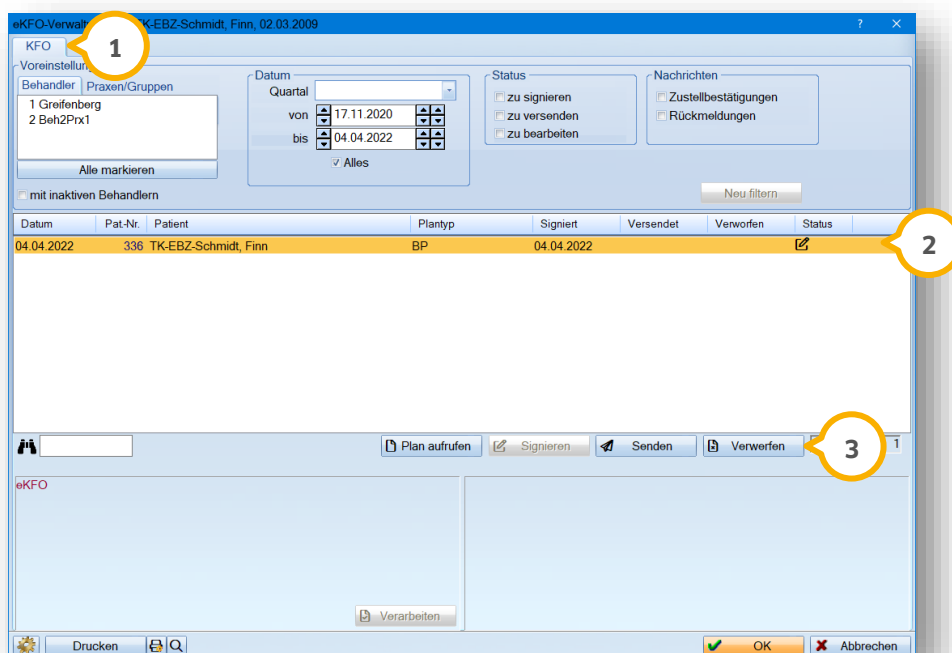 eKFO-Verwalt TK-EBZ-Schmidt, Finn, 02.03.2009 ?
KFO
1
Voreinstellun
Behandler Praxen/Gruppen
1 Greifenberg
2 Beh2Prx1
Alle markieren
mit inaktiven Behandlern
Datum
Quartal
von 17.11.2020
bis 04.04.2022
Alles
Status
zu signieren
zu versenden
zu bearbeiten
Nachrichten
Zustellbestätigungen
Rückmeldungen
Neu filtern
Datum Pat-Nr. Patient Plantyp Signiert Versendet Verworfen Status
04.04.2022 336 TK-EBZ-Schmidt, Finn BP 04.04.2022
2
Plan aufrufen Signieren Senden Verwerfen 1
3
eKFO
Verarbeiten
Drucken OK Abbrechen